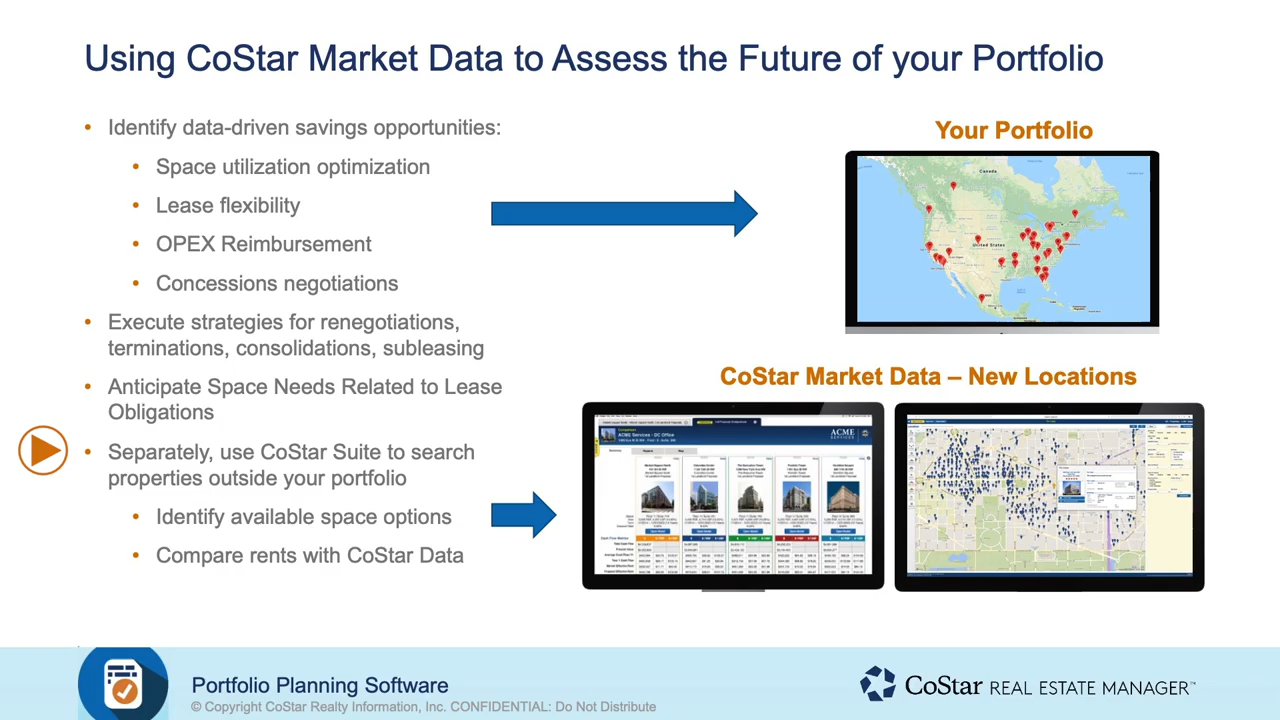 Using CoStar Market Data to Assess the Future of your Portfolio
• Identify data-driven savings opportunities:
• Space utilization optimization
• Lease flexibility
• OPEX Reimbursement
• Concessions negotiations
• Execute strategies for renegotiations,
terminations, consolidations, subleasing
• Anticipate Space Needs Related to Lease
Obligations
• Separately, use CoStar Suite to search
properties outside your portfolio
• Identify available space options
• Compare rents with CoStar Data
Your Portfolio
Canada
United States
CoStar Market Data – New Locations
ACME Services - DC Office
ACME
SERVICES
Portfolio Planning Software
© Copyright CoStar Realty Information, Inc. CONFIDENTIAL: Do Not Distribute
CoStar REAL ESTATE MANAGER™